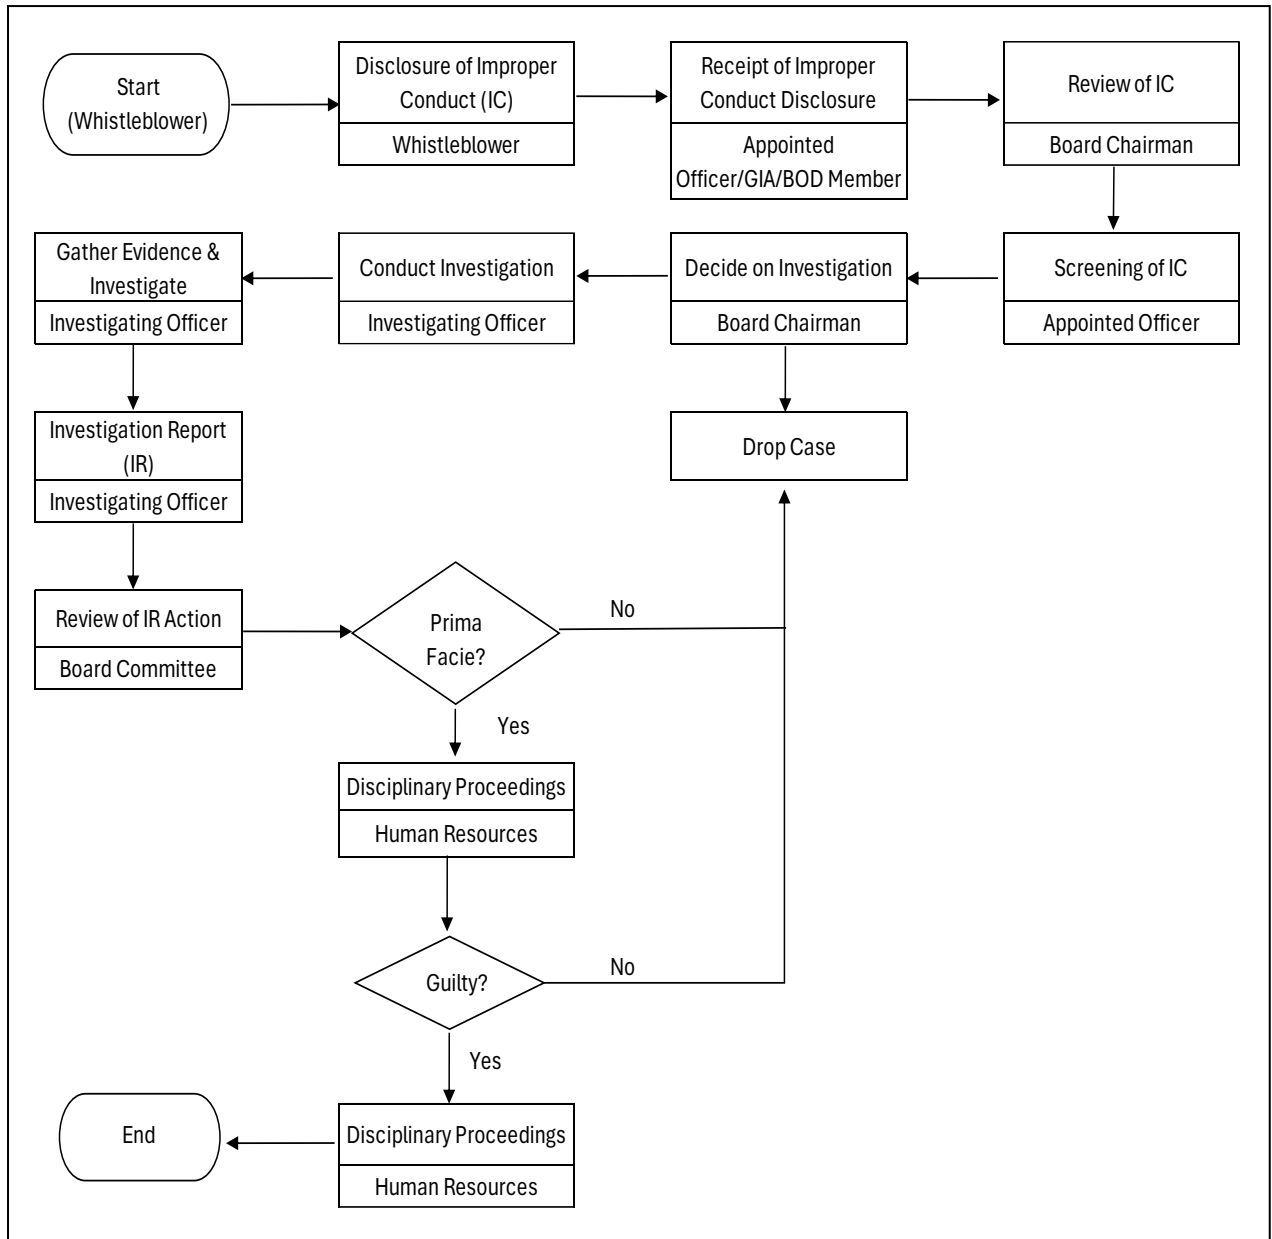 Start
(Whistleblower)
Disclosure of Improper
Conduct (IC)
Whistleblower
Receipt of Improper
Conduct Disclosure
Appointed
Officer/GIA/BOD Member
Review of IC
Board Chairman
Gather Evidence &
Investigate
Investigating Officer
Conduct Investigation
Investigating Officer
Decide on Investigation
Board Chairman
Screening of IC
Appointed Officer
Investigation Report
(IR)
Investigating Officer
Drop Case
Review of IR Action
Board Committee
Prima
Facie?
No
Yes
Disciplinary Proceedings
Human Resources
Guilty?
No
Yes
End
Disciplinary Proceedings
Human Resources